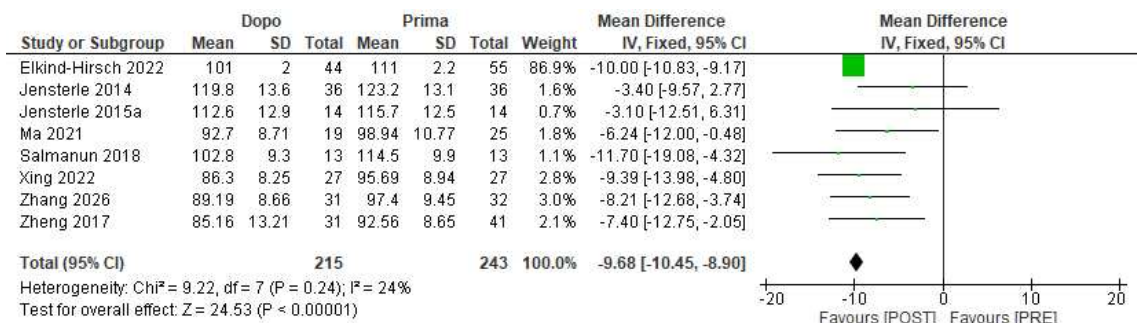 Dopo Prima Mean Difference Mean Difference
Study or Subgroup Mean SD Total Mean SD Total Weight IV, Fixed, 95% CI IV, Fixed, 95% CI
Elkind-Hirsch 2022 101 2 44 111 2.2 55 86.9% -10.00 [-10.83, -9.17]
Jensterle 2014 119.8 13.6 36 123.2 13.1 36 1.6% -3.40 [-9.57, 2.77]
Jensterle 2015a 112.6 12.9 14 115.7 12.5 14 0.7% -3.10 [-12.51, 6.31]
Ma 2021 92.7 8.71 19 98.94 10.77 25 1.8% -6.24 [-12.00, -0.48]
Salmanun 2018 102.8 9.3 13 114.5 9.9 13 1.1% -11.70 [-19.08, -4.32]
Xing 2022 86.3 8.25 27 95.69 8.94 27 2.8% -9.39 [-13.98, -4.80]
Zhang 2026 89.19 8.66 31 97.4 9.45 32 3.0% -8.21 [-12.68, -3.74]
Zheng 2017 85.16 13.21 31 92.56 8.65 41 2.1% -7.40 [-12.75, -2.05]
Total (95% CI) 215 243 100.0% -9.68 [-10.45, -8.90]
Heterogeneity: Chi² = 9.22, df = 7 (P = 0.24); I² = 24%
Test for overall effect: Z = 24.53 (P < 0.00001)
-20 -10 0 10 20
Favours [POST] Favours [PRE]